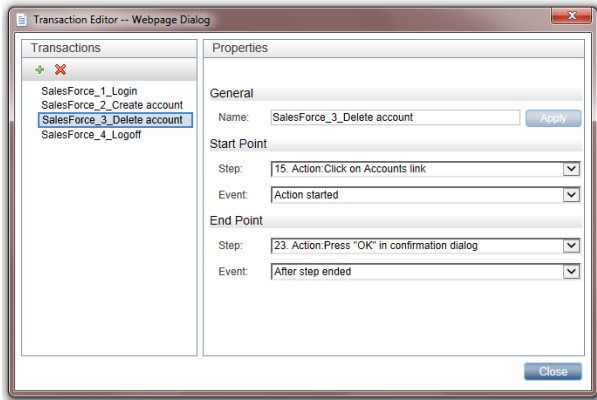 Transaction Editor -- Webpage Dialog
Transactions
SalesForce_1_Login
SalesForce_2_Create account
SalesForce_3_Delete account
SalesForce_4_Logoff
Properties
General
Name: SalesForce_3_Delete account Apply
Start Point
Step: 15. Action:Click on Accounts link
Event: Action started
End Point
Step: 23. Action:Press "OK" in confirmation dialog
Event: After step ended
Close